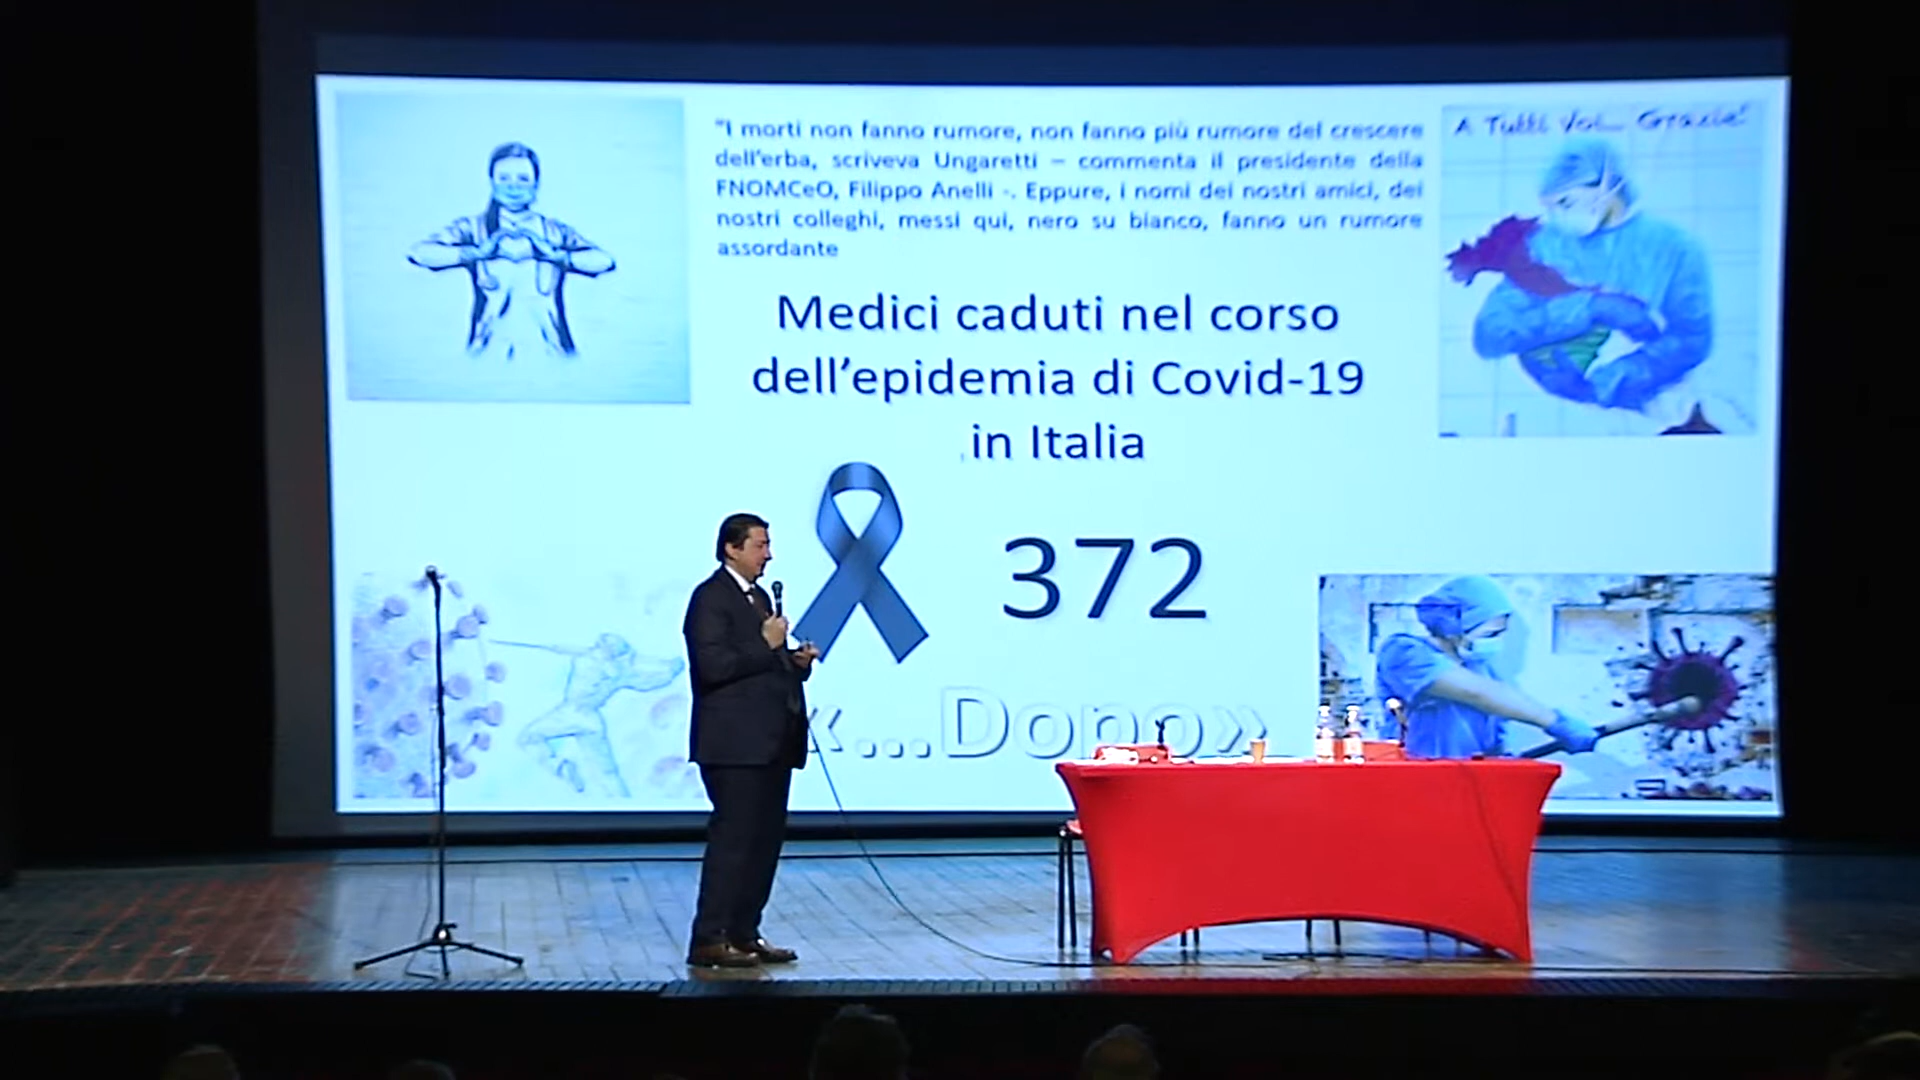 "I morti non fanno rumore, non fanno più rumore del crescere
dell'erba, scriveva Ungaretti – commenta il presidente della
FNOMCeO, Filippo Anelli -. Eppure, i nomi dei nostri amici, dei
nostri colleghi, messi qui, nero su bianco, fanno un rumore
assordante
A Tutti Voi... Grazie!
Medici caduti nel corso
dell'epidemia di Covid-19
in Italia
372
«...Dopo»